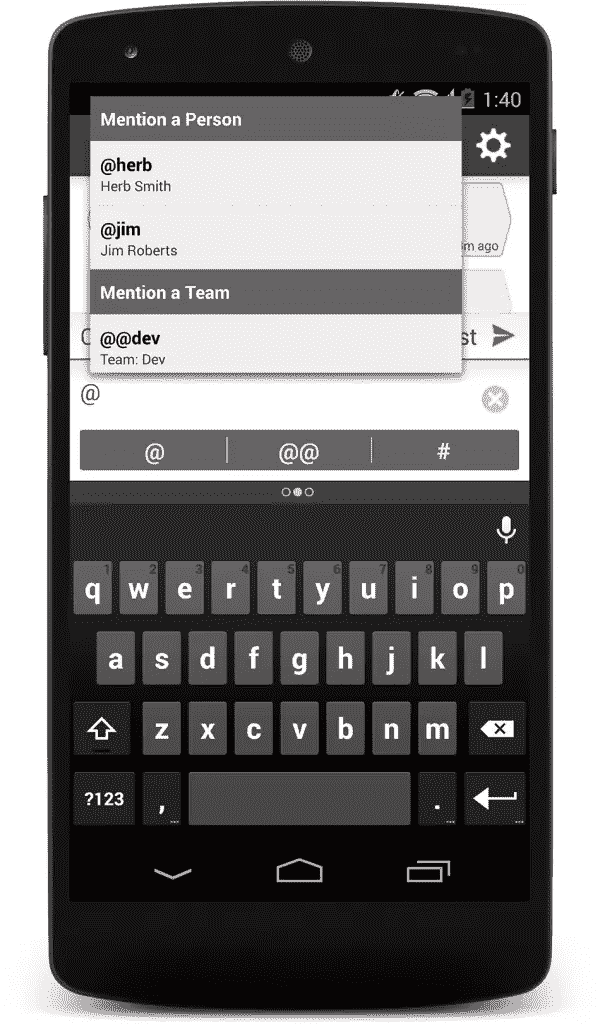 1:40
Mention a Person
@herb
Herb Smith
@jim
Jim Roberts
m ago
Mention a Team
@@dev
Team: Dev
@
@ @@ #
1 2 3 4 5 6 7 8 9 0
q w e r t y u i o p
a s d f g h j k l
z x c v b n m
?123 , .